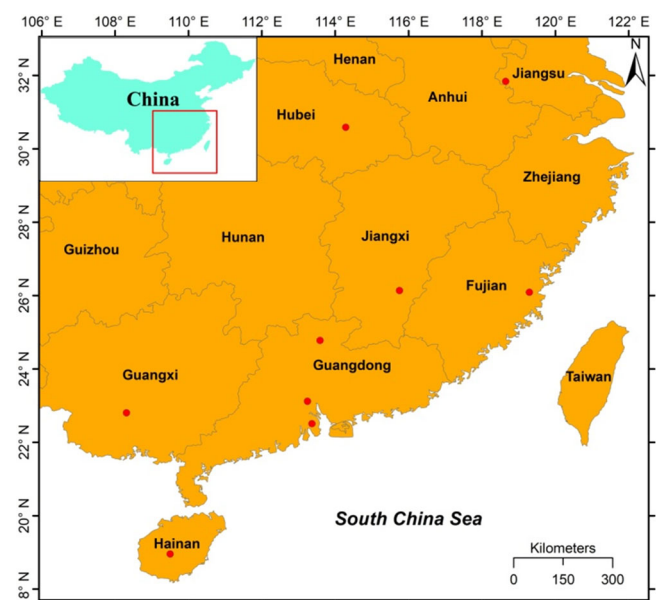 106° E
108° E
110° E
112° E
114° E
116° E
118° E
120° E
122° E
N
32° N
30° N
28° N
26° N
24° N
22° N
20° N
8° N
China
Henan
Jiangsu
Hubei
Anhui
Zhejiang
Guizhou
Hunan
Jiangxi
Fujian
Guangxi
Guangdong
Taiwan
South China Sea
Hainan
Kilometers
0 150 300